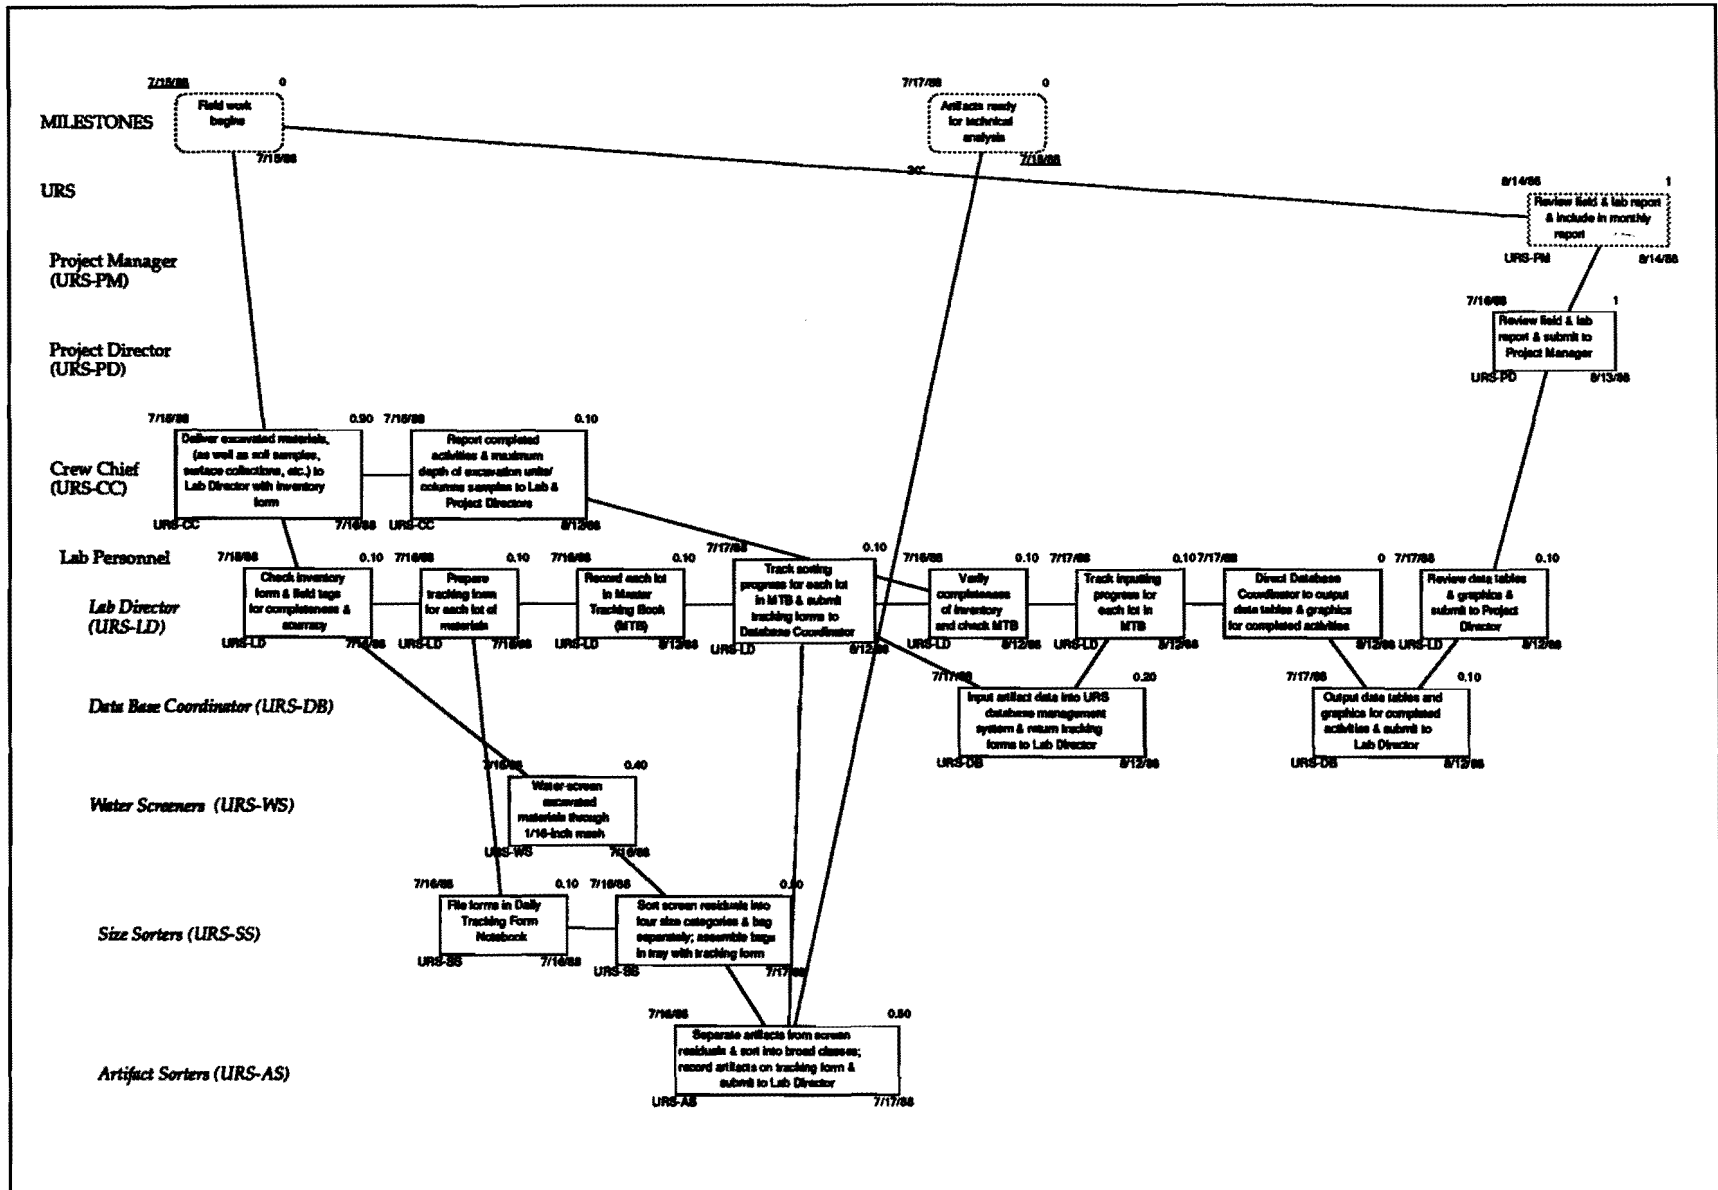 7/15/88 0
Field work
begins
7/15/88
7/17/88 0
Artifacts ready
for technical
analysis
7/18/88
MILESTONES
30*
URS
8/14/88 1
Review field & lab report
& include in monthly
report
URS-PM 8/14/88
Project Manager
(URS-PM)
7/16/88 1
Review field & lab
report & submit to
Project Manager
URS-PD 8/13/88
Project Director
(URS-PD)
Crew Chief
(URS-CC)
7/15/88 0.90
Deliver excavated materials,
(as well as soil samples,
surface collections, etc.) to
Lab Director with inventory
form
URS-CC 7/16/88
7/15/88 0.10
Report completed
activities & maximum
depth of excavation units/
columns samples to Lab &
Project Directors
URS-CC 8/12/88
Lab Personnel
Lab Director
(URS-LD)
0.10
Check inventory
form & field tags
for completeness &
acurracy
URS-LD
7/16/88 0.10
Prepare
tracking form
for each lot of
materials
URS-LD
7/16/88 0.10
Record each lot
in Master
Tracking Book
(MTB)
URS-LD 8/12/88
7/17/88 0.10
Track sorting
progress for each lot
in MTB & submit
tracking forms to
Database Coordinator
URS-LD 8/12/88
7/16/88 0.10
Verify
completeness
of inventory
and check MTB
URS-LD 8/12/88
7/17/88 0.10
Track inputting
progress for
each lot in
MTB
URS-LD 8/12/88
7/17/88 0
Direct Database
Coordinator to output
data tables & graphics
for completed activities
8/12/88
7/17/88 0.10
Review data tables
& graphics &
submit to Project
Director
URS-LD 8/12/88
Data Base Coordinator (URS-DB)
7/17/88 0.20
Input artifact data into URS
database management
system & return tracking
forms to Lab Director
URS-DB 8/12/88
7/17/88 0.10
Output data tables and
graphics for completed
activities & submit to
Lab Director
URS-DB 8/12/88
Water Screeners (URS-WS)
0.40
Water-screen
excavated
materials through
1/16-inch mesh
URS-WS 7/16/88
Size Sorters (URS-SS)
7/16/88 0.10
File forms in Daily
Tracking Form
Notebook
URS-SS 7/16/88
7/16/88
Sort screen residuals into
four size categories & bag
separately; assemble bags
in tray with tracking form
URS-SS 7/17/88
Artifact Sorters (URS-AS)
7/16/88 0.50
Separate artifacts from screen
residuals & sort into broad classes;
record artifacts on tracking form &
submit to Lab Director
URS-AS 7/17/88